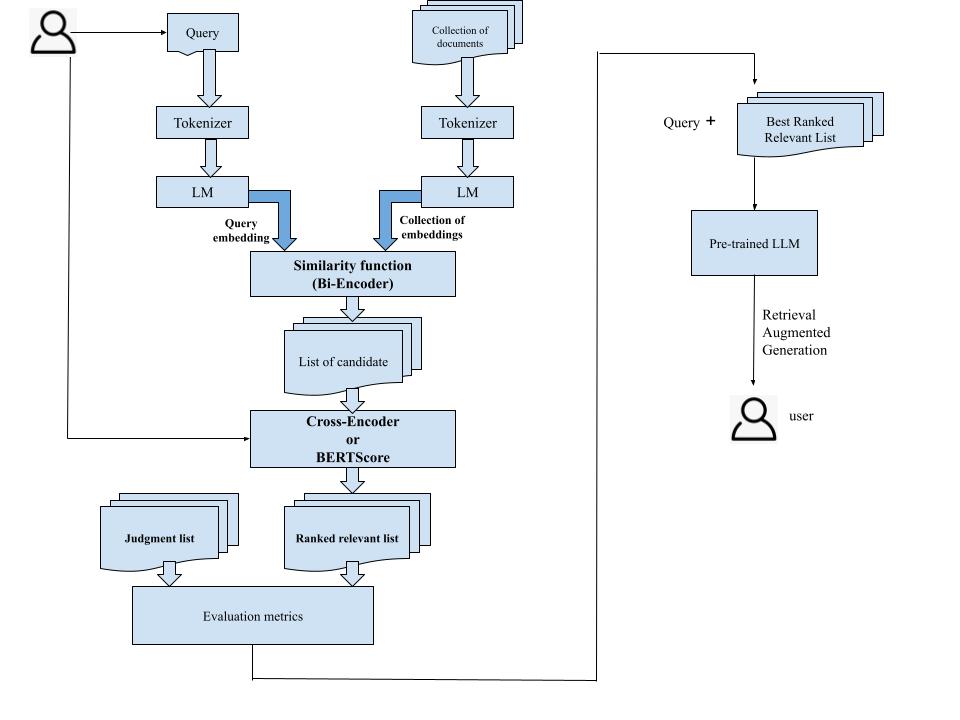 Query
Collection of
documents
Tokenizer
Tokenizer
LM
LM
Query
embedding
Collection of
embeddings
Similarity function
(Bi-Encoder)
List of candidate
Cross-Encoder
or
BERTScore
Judgment list
Ranked relevant list
Evaluation metrics
Query +
Best Ranked
Relevant List
Pre-trained LLM
Retrieval
Augmented
Generation
user